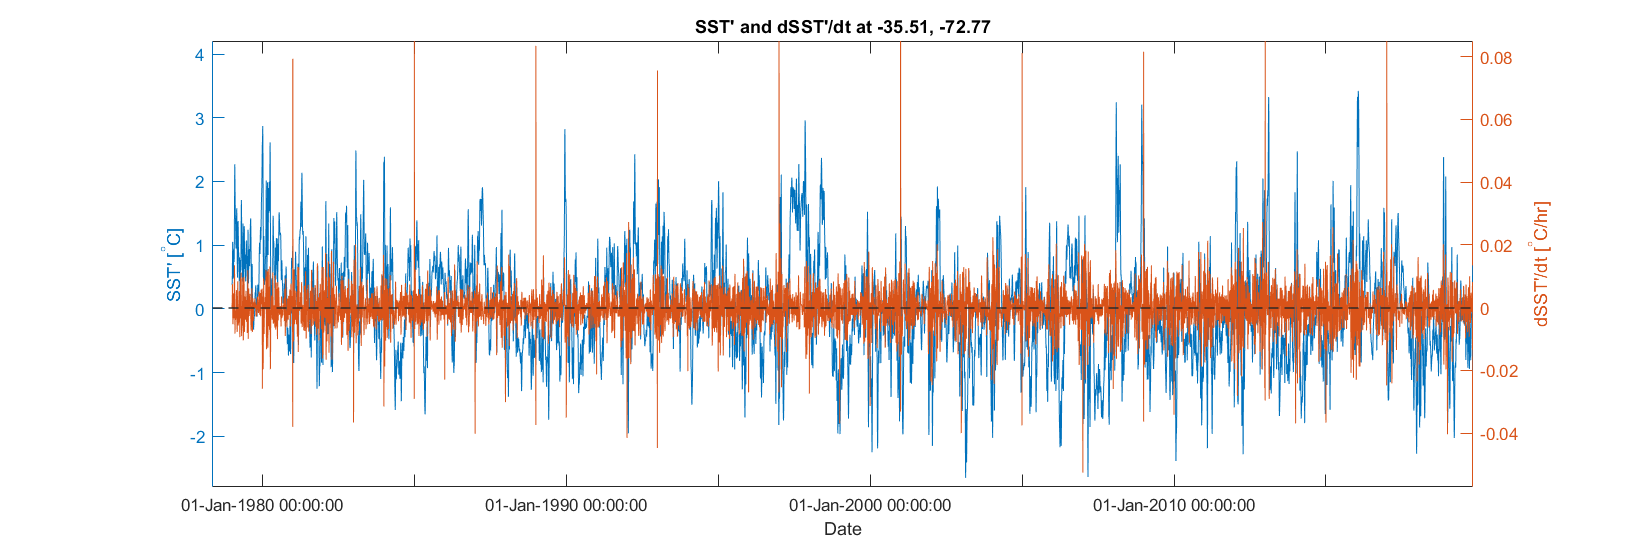 SST' and dSST'/dt at -35.51, -72.77
4
3
2
1
0
-1
-2
SST' [°C]
0.08
0.06
0.04
0.02
0
-0.02
-0.04
dSST'/dt [°C/hr]
01-Jan-1980 00:00:00 01-Jan-1990 00:00:00 01-Jan-2000 00:00:00 01-Jan-2010 00:00:00
Date